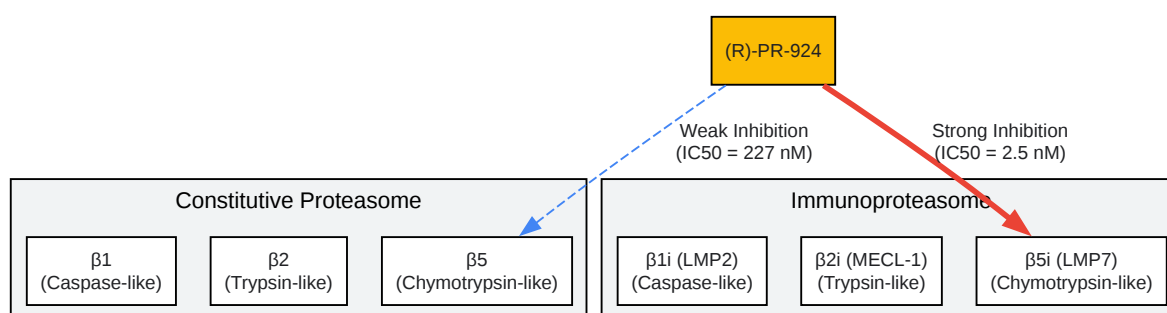 (R)-PR-924
Weak Inhibition
(IC50 = 227 nM)
Strong Inhibition
(IC50 = 2.5 nM)
Constitutive Proteasome
Immunoproteasome
β1
(Caspase-like)
β2
(Trypsin-like)
β5
(Chymotrypsin-like)
β1i (LMP2)
(Caspase-like)
β2i (MECL-1)
(Trypsin-like)
β5i (LMP7)
(Chymotrypsin-like)